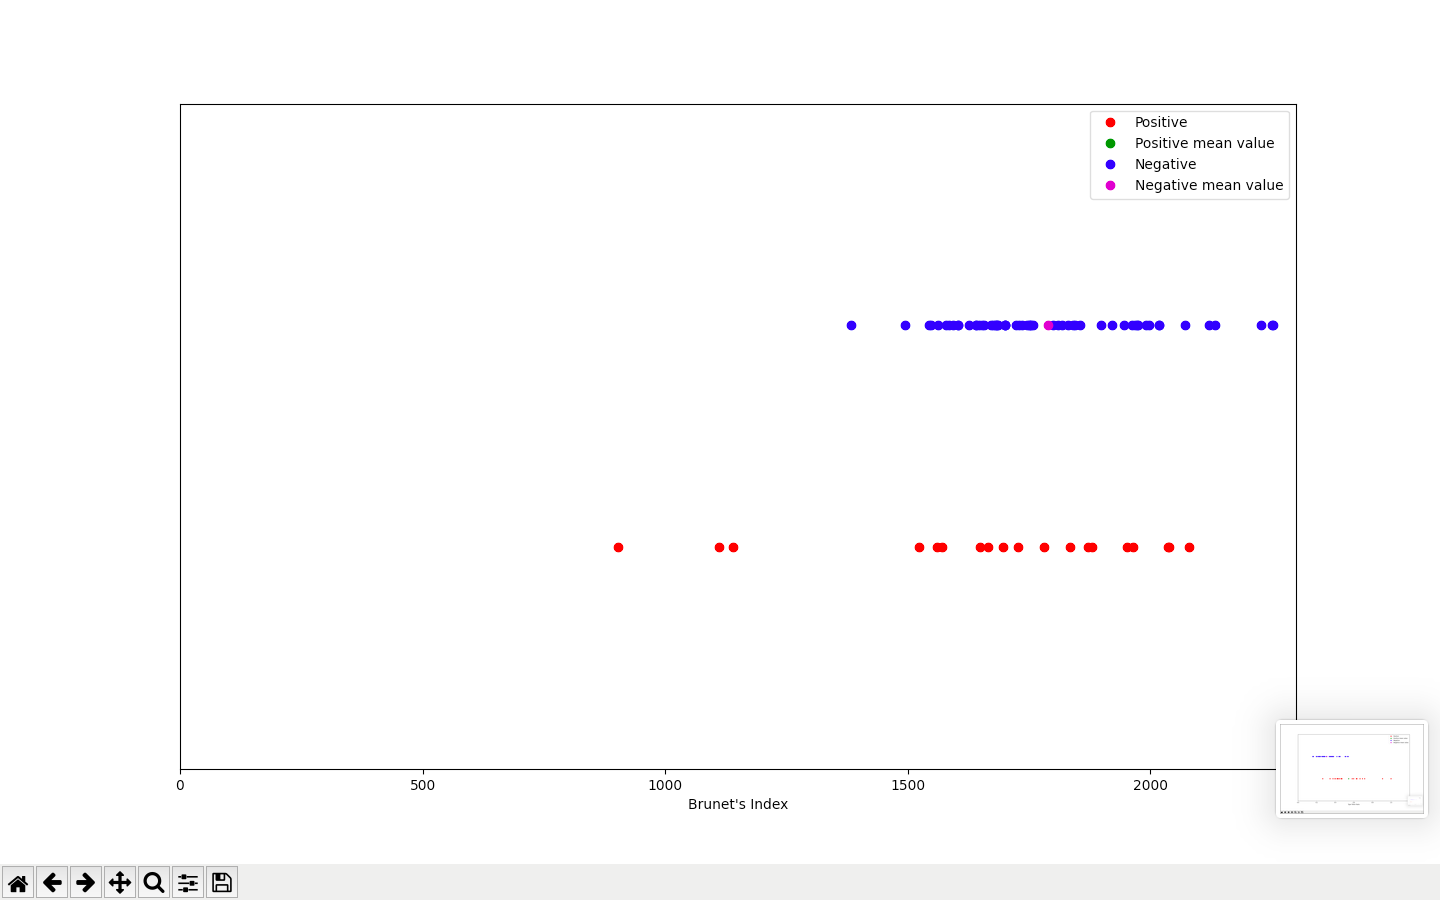 Positive
Positive mean value
Negative
Negative mean value
0
500
1000
1500
2000
Brunet's Index